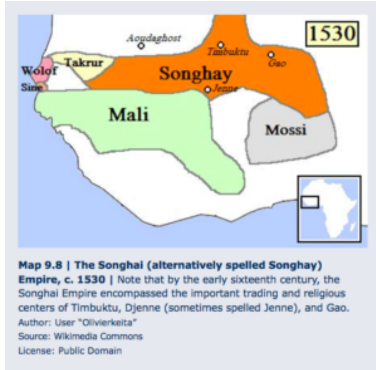 1530
Aoudaghost
Timbuktu
Gao
Takrur
Wolof
Songhay
Sine
Jenne
Mali
Mossi
Map 9.8 | The Songhai (alternatively spelled Songhay)
Empire, c. 1530 | Note that by the early sixteenth century, the
Songhai Empire encompassed the important trading and religious
centers of Timbuktu, Djenne (sometimes spelled Jenne), and Gao.
Author: User “Olivierkeita”
Source: Wikimedia Commons
License: Public Domain